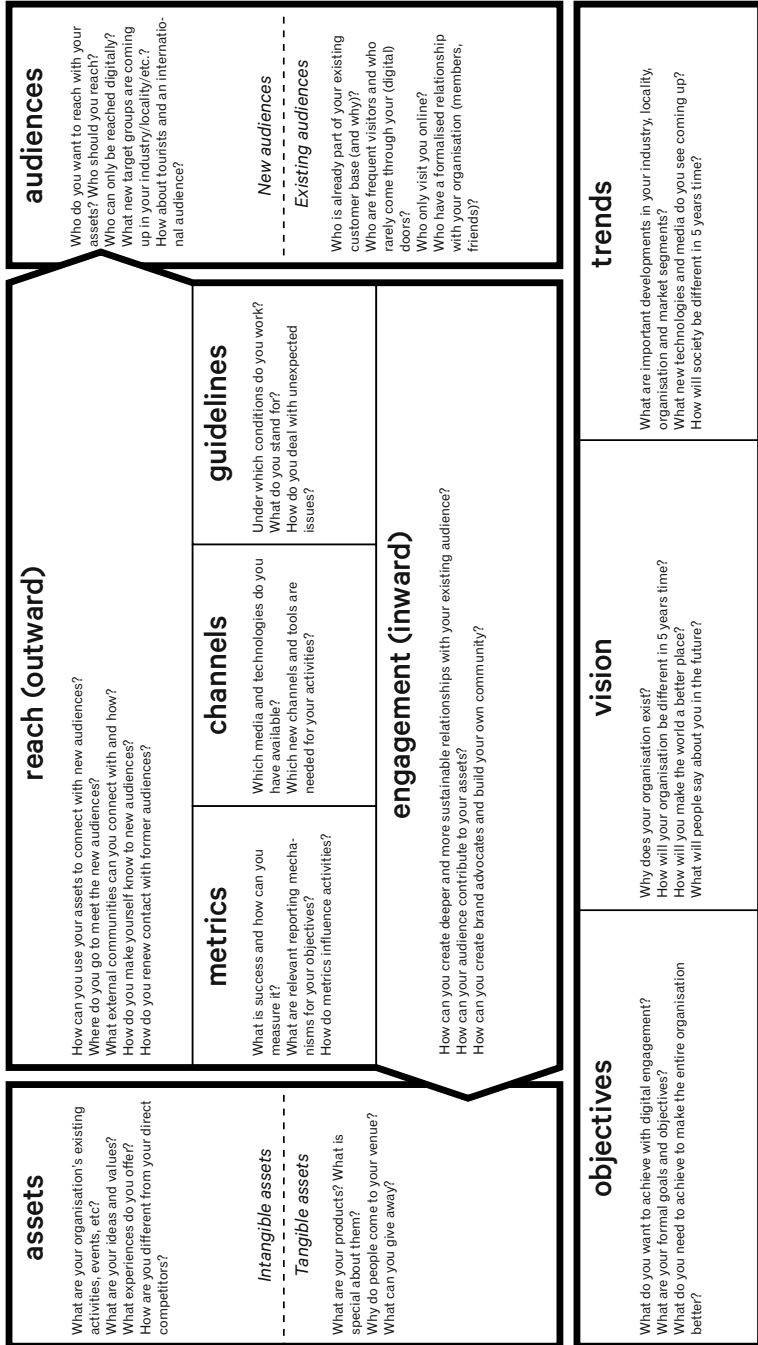 assets
What are your organisation's existing
activities, events, etc?
What are your ideas and values?
What experiences do you offer?
How are you different from your direct
competitors?
Intangible assets
Tangible assets
What are your products? What is
special about them?
Why do people come to your venue?
What can you give away?
reach (outward)
How can you use your assets to connect with new audiences?
Where do you go to meet the new audiences?
What external communities can you connect with and how?
How do you make yourself know to new audiences?
How do you renew contact with former audiences?
metrics
What is success and how can you
measure it?
What are relevant reporting mecha-
nisms for your objectives?
How do metrics influence activities?
channels
Which media and technologies do you
have available?
Which new channels and tools are
needed for your activities?
guidelines
Under which conditions do you work?
What do you stand for?
How do you deal with unexpected
issues?
engagement (inward)
How can you create deeper and more sustainable relationships with your existing audience?
How can your audience contribute to your assets?
How can you create brand advocates and build your own community?
audiences
Who do you want to reach with your
assets? Who should you reach?
Who can only be reached digitally?
What new target groups are coming
up in your industry/locality/etc.?
How about tourists and an internatio-
nal audience?
New audiences
Existing audiences
Who is already part of your existing
customer base (and why)?
Who are frequent visitors and who
rarely come through your (digital)
doors?
Who only visit you online?
Who have a formalised relationship
with your organisation (members,
friends)?
objectives
What do you want to achieve with digital engagement?
What are your formal goals and objectives?
What do you need to achieve to make the entire organisation
better?
vision
Why does your organisation exist?
How will your organisation be different in 5 years time?
How will you make the world a better place?
What will people say about you in the future?
trends
What are important developments in your industry, locality,
organisation and market segments?
What new technologies and media do you see coming up?
How will society be different in 5 years time?